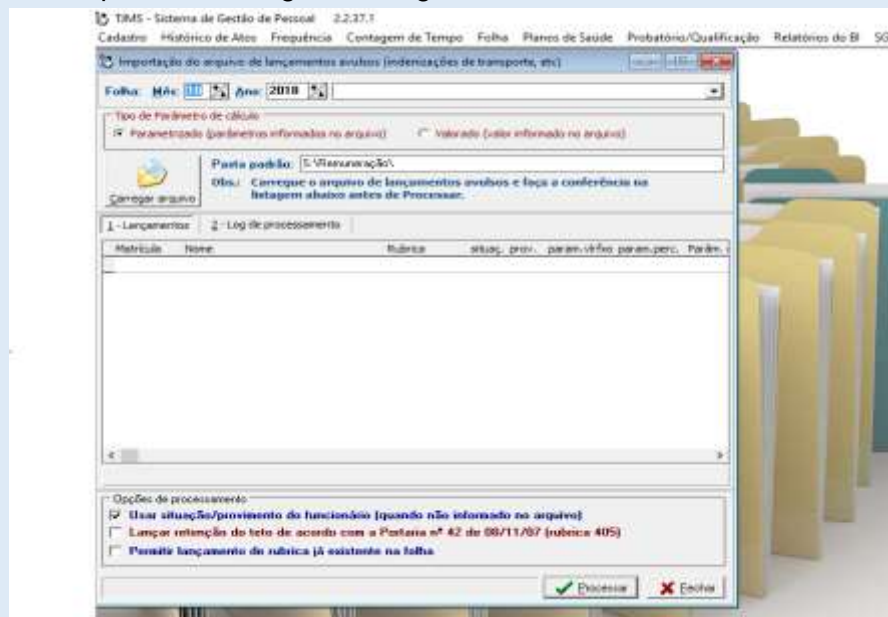 TJMS - Sistema de Gestão de Pessoal 2.2.37.1
Cadastro Histórico de Atos Frequência Contagem de Tempo Folha Planos de Saúde Probatório/Qualificação Relatórios do BI
Importação do arquivo de lançamentos avulsos (indenizações de transporte, etc)
Folha: Mês: 10 Ano: 2018
Tipo de Parâmetro de cálculo
Parametrizado (parâmetros informados no arquivo) Valorado (valor informado no arquivo)
Pasta padrão: S:\Remuneração\
Obs.: Carregue o arquivo de lançamentos avulsos e faça a conferência na
listagem abaixo antes de Processar.
Carregar arquivo
1 - Lançamentos 2 - Log de processamento
Matrícula Nome Rubrica situaç. prov. param.vlrfixo param.perc. Parâm.
Opções de processamento
Usar situação/provimento do funcionário (quando não informado no arquivo)
Lançar retenção do teto de acordo com a Portaria nº 42 de 08/11/07 (rubrica 405)
Permitir lançamento de rubrica já existente na folha
Processar Fechar